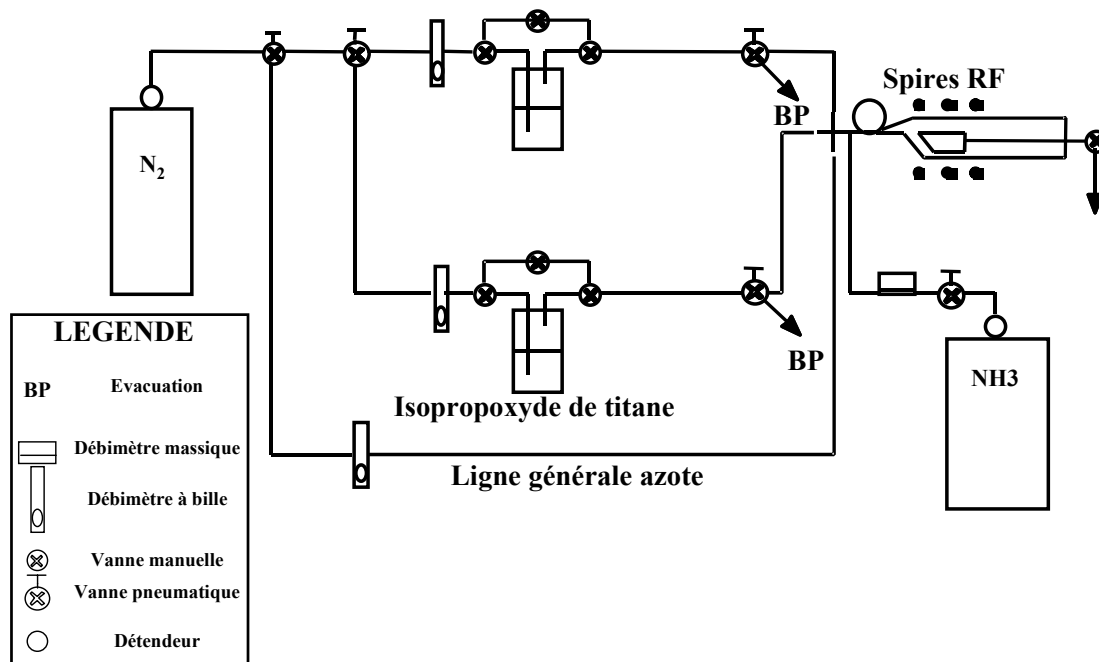 Spires RF
BP
N2
BP
Isopropoxyde de titane
NH3
Ligne générale azote
LEGENDE
BP Evacuation
Débimètre massique
Débimètre à bille
Vanne manuelle
Vanne pneumatique
Détendeur